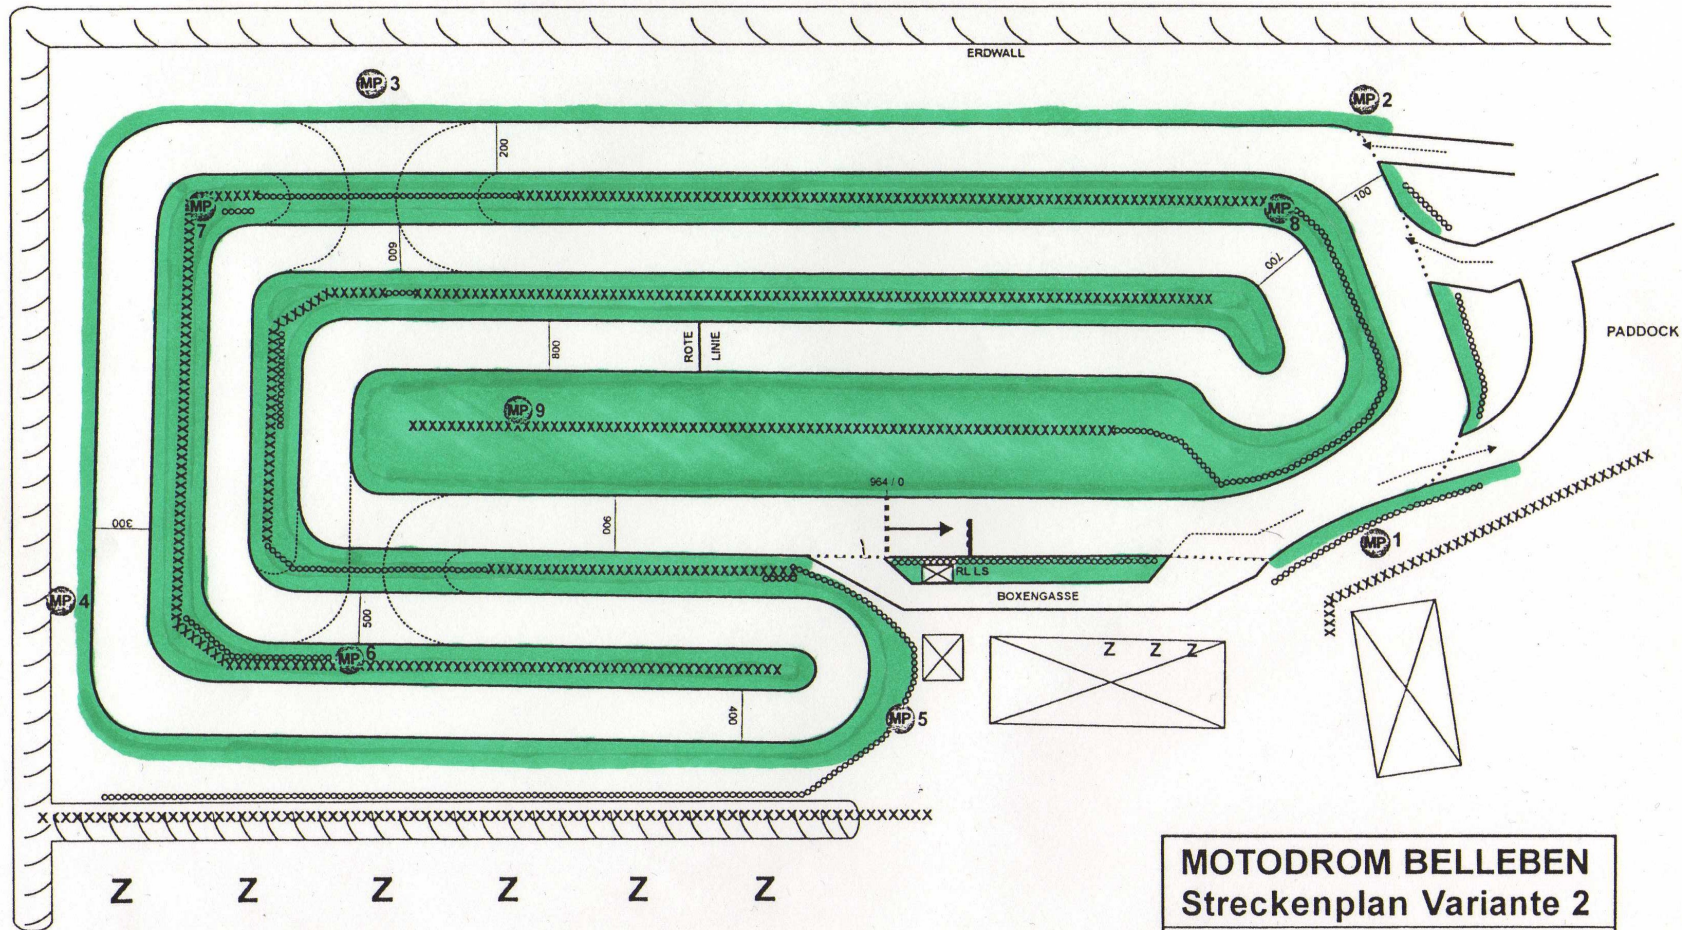 ERDWALL
MP 3
MP 2
200
100
MP 7
MP 8
600
700
PADDOCK
800
ROTE LINIE
MP 9
964 / 0
900
300
MP 1
RL LS
BOXENGASSE
MP 4
500
MP 6
Z Z Z
400
MP 5
Z Z Z Z Z Z
MOTODROM BELLEBEN
Streckenplan Variante 2